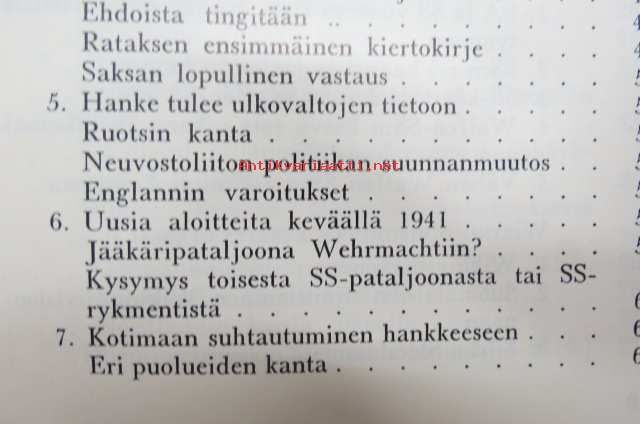 Ehdoista tingitään .. . . . . . . .
Rataksen ensimmäinen kiertokirje . . . .
Saksan lopullinen vastaus . . . . . . .
5. Hanke tulee ulkovaltojen tietoon . . . . .
Ruotsin kanta . . . . . . . . . . .
Neuvostoliiton politiikan suunnanmuutos . .
Englannin varoitukset . . . . . . . .
6. Uusia aloitteita keväällä 1941 . . . . .
Jääkäripataljoona Wehrmachtiin? . . . .
Kysymys toisesta SS-pataljoonasta tai SS-
rykmentistä . . . . . . . . . . . .
7. Kotimaan suhtautuminen hankkeeseen . . .
Eri puolueiden kanta . . . . . . . .